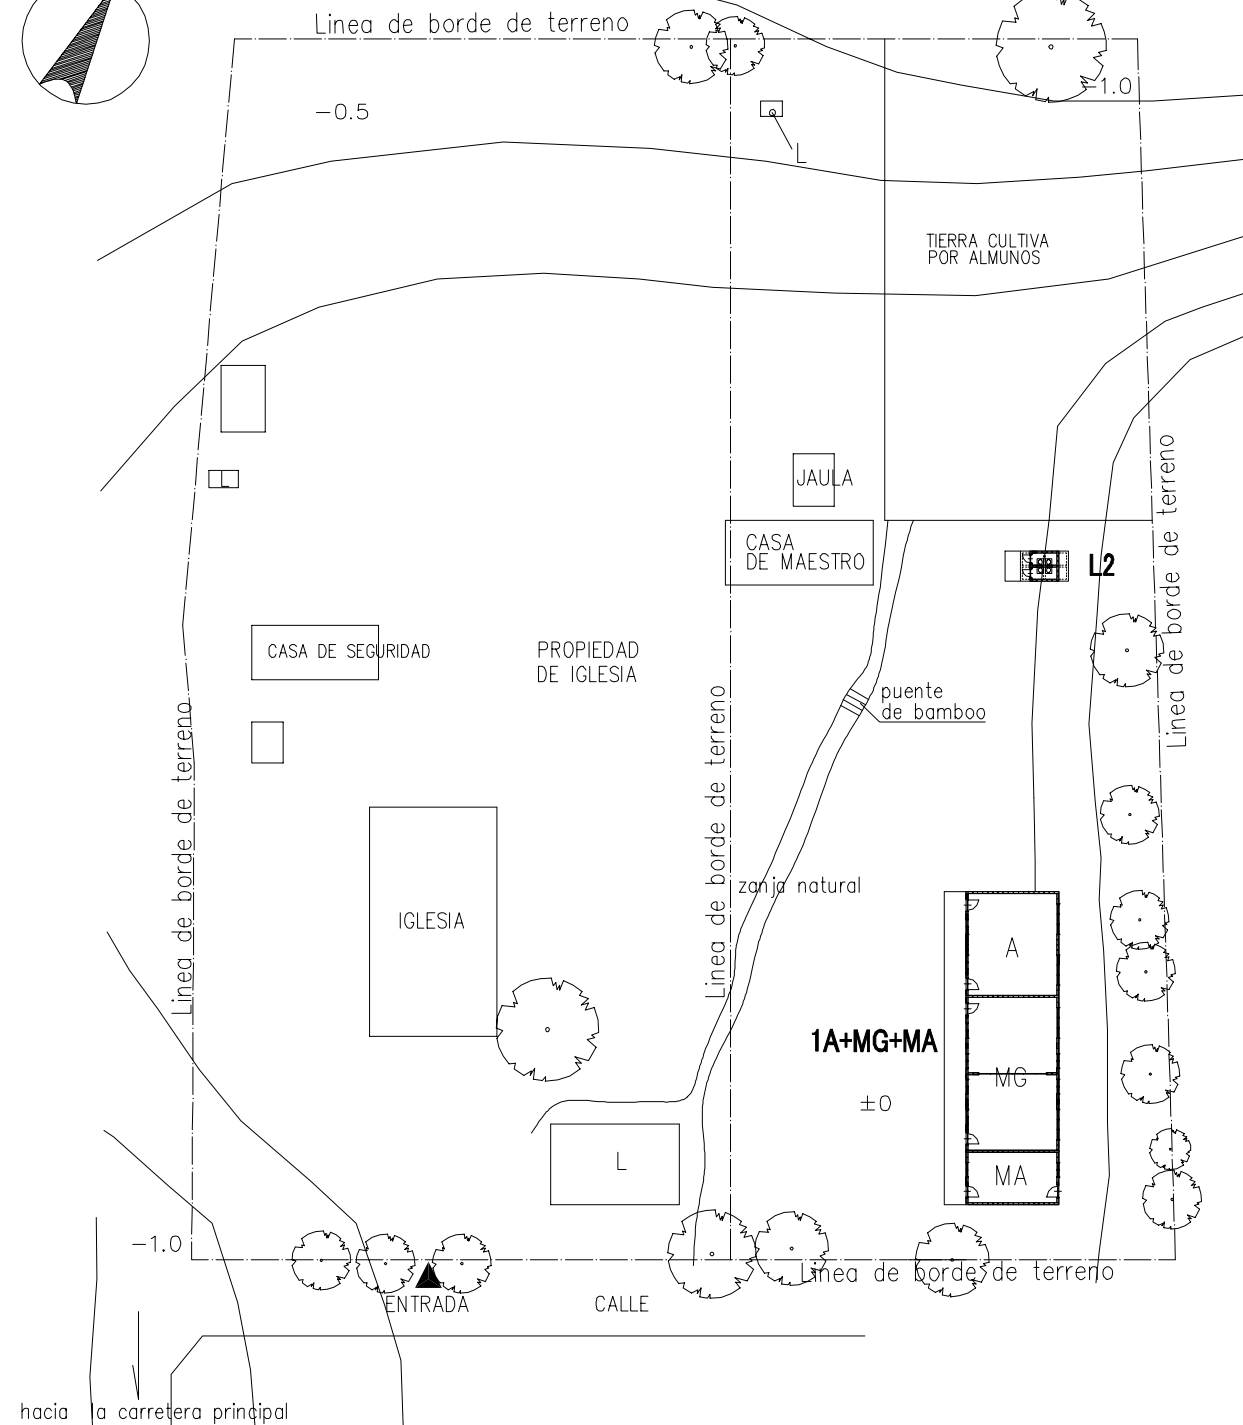 Linea de borde de terreno
-0.5
-1.0
L
TIERRA CULTIVA
POR ALMUNOS
L
JAULA
CASA
DE MAESTRO
L2
Linea de borde de terreno
CASA DE SEGURIDAD
PROPIEDAD
DE IGLESIA
puente
de bamboo
Linea de borde de terreno
Linea de borde de terreno
zanja natural
IGLESIA
A
1A+MG+MA
MG
±0
L
MA
-1.0
Linea de borde de terreno
ENTRADA
CALLE
hacia la carretera principal